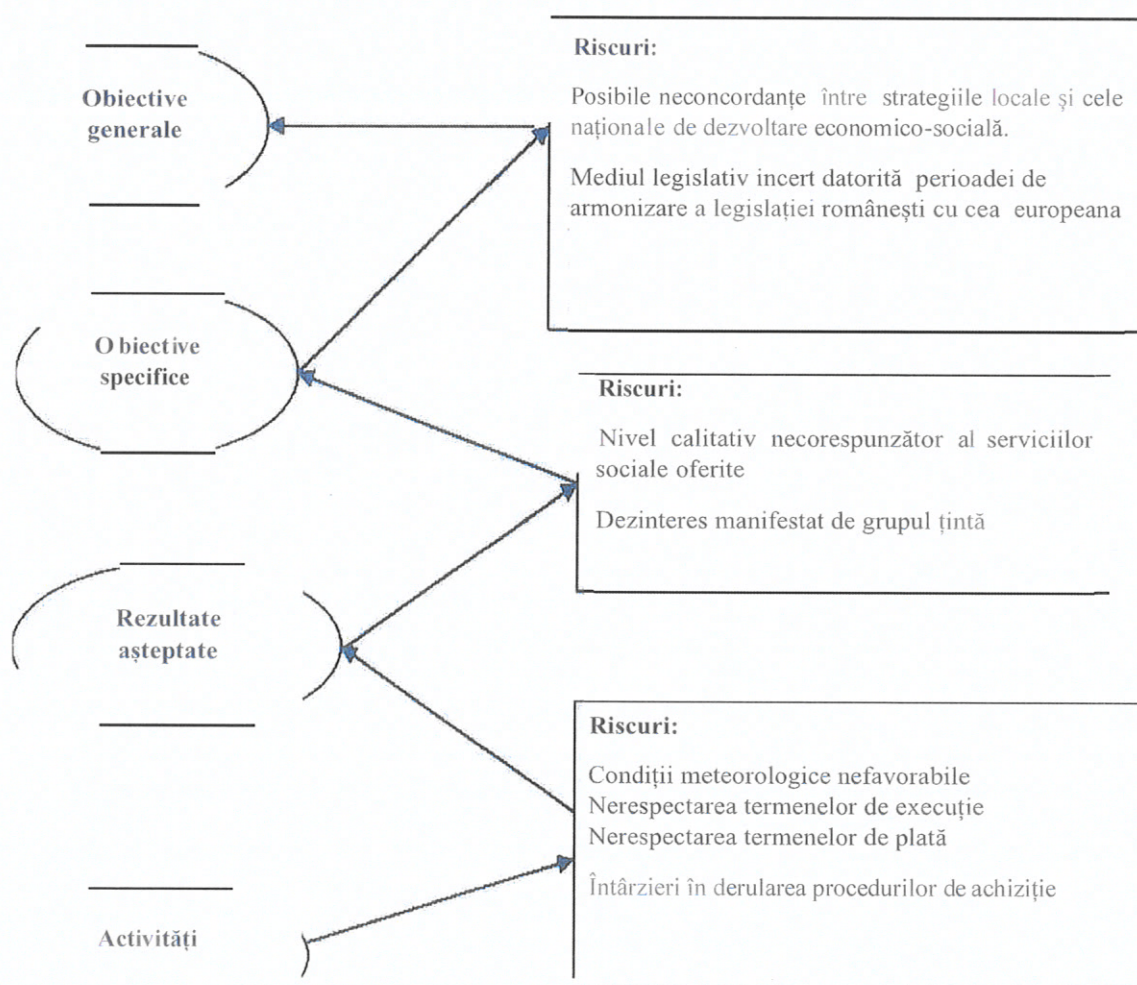 Obiective
generale
Riscuri:
Posibile neconcordanțe între strategiile locale și cele
naționale de dezvoltare economico-socială.
Mediul legislativ incert datorită perioadei de
armonizare a legislației românești cu cea europeana
O biective
specifice
Riscuri:
Nivel calitativ necorespunzător al serviciilor
sociale oferite
Dezinteres manifestat de grupul țintă
Rezultate
așteptate
Riscuri:
Condiții meteorologice nefavorabile
Nerespectarea termenelor de execuție
Nerespectarea termenelor de plată
Întârzieri în derularea procedurilor de achiziție
Activități